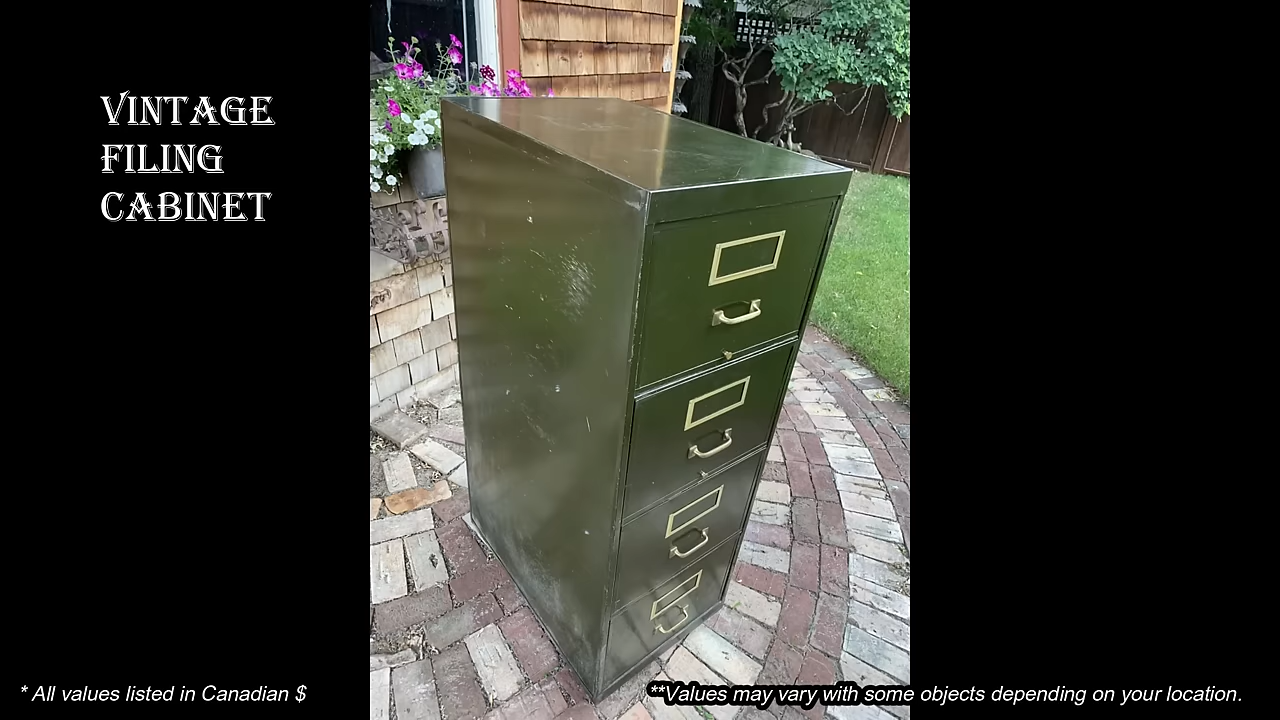 VINTAGE
FILING
CABINET
* All values listed in Canadian $
**Values may vary with some objects depending on your location.